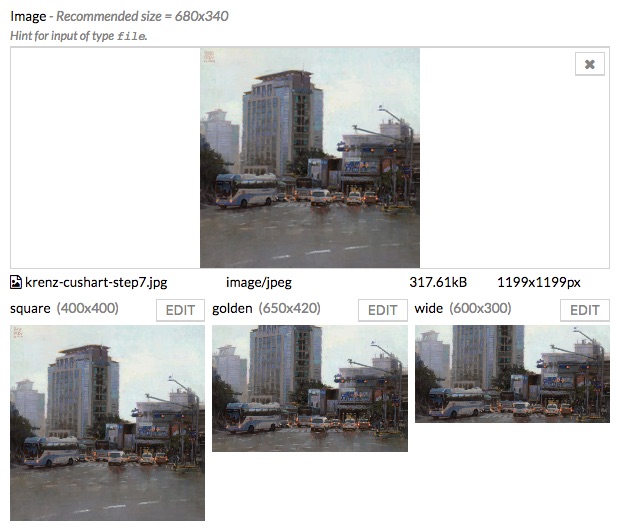 Image - Recommended size = 680x340
Hint for input of type file.
krenz-cushart-step7.jpg image/jpeg 317.61kB 1199x1199px
square (400x400) EDIT golden (650x420) EDIT wide (600x300) EDIT